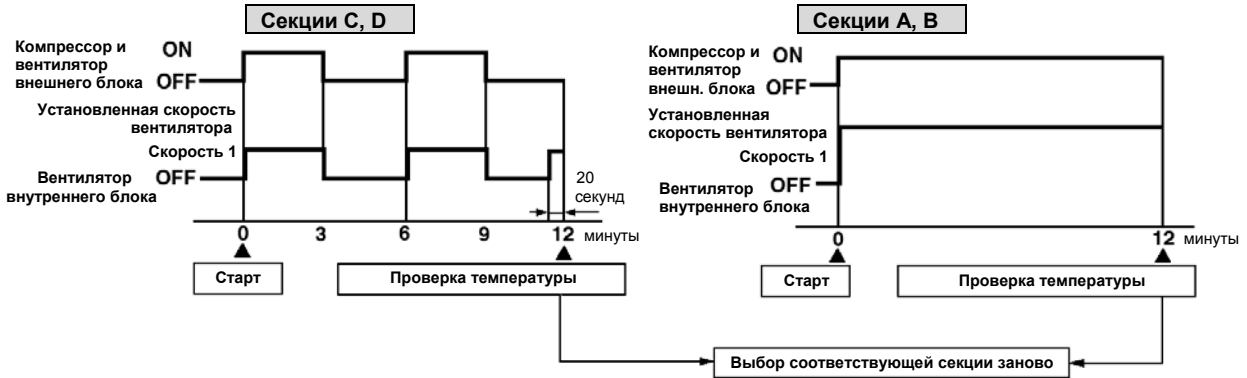 Секции C, D
Компрессор и
вентилятор
внешнего блока
ON
OFF
Установленная скорость
вентилятора
Скорость 1
Вентилятор
внутреннего блока
OFF
20
секунд
0 3 6 9 12 минуты
Старт
Проверка температуры
Секции A, B
Компрессор и
вентилятор
внешн. блока
ON
OFF
Установленная
скорость вентилятора
Скорость 1
Вентилятор
внутреннего блока
OFF
0 12 минуты
Старт
Проверка температуры
Выбор соответствующей секции заново